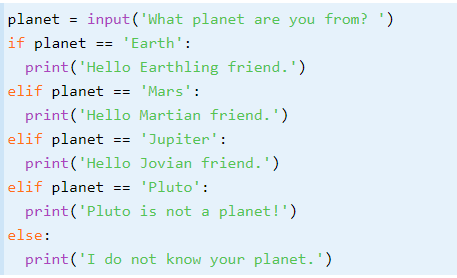 planet = input('What planet are you from? ')
if planet == 'Earth':
  print('Hello Earthling friend.')
elif planet == 'Mars':
  print('Hello Martian friend.')
elif planet == 'Jupiter':
  print('Hello Jovian friend.')
elif planet == 'Pluto':
  print('Pluto is not a planet!')
else:
  print('I do not know your planet.')